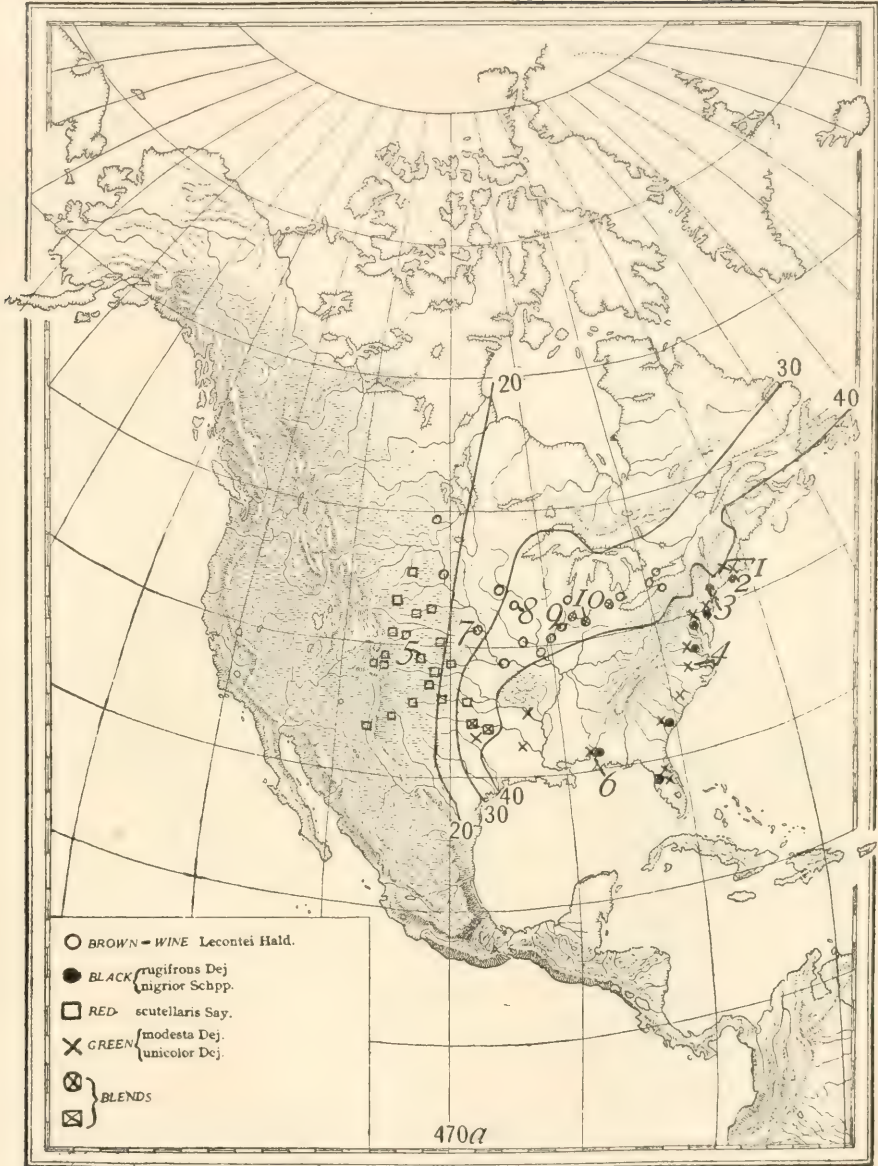 20
30
40
1
2
3
4
10
8
9
7
5
6
40
30
20
BROWN - WINE Lecontei Hald.
BLACK { rugifrons Dej
nigrior Schpp.
RED- scutellaris Say.
GREEN { modesta Dej.
unicolor Dej.
} BLENDS
470a